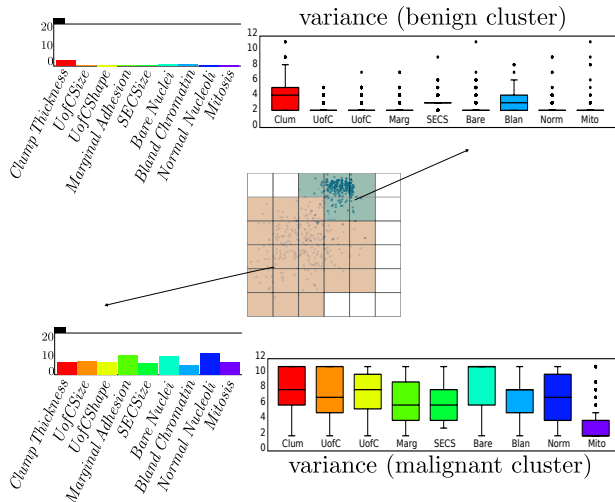 variance (benign cluster)
20
10
0
Clump Thickness
UofCSize
UofCShape
Marginal Adhesion
SECSize
Bare Nuclei
Bland Chromatin
Normal Nucleoli
Mitosis
12
10
8
6
4
2
0
Clum UofC UofC Marg SECS Bare Blan Norm Mito
20
10
0
Clump Thickness
UofCSize
UofCShape
Marginal Adhesion
SECSize
Bare Nuclei
Bland Chromatin
Normal Nucleoli
Mitosis
12
10
8
6
4
2
0
Clum UofC UofC Marg SECS Bare Blan Norm Mito
variance (malignant cluster)